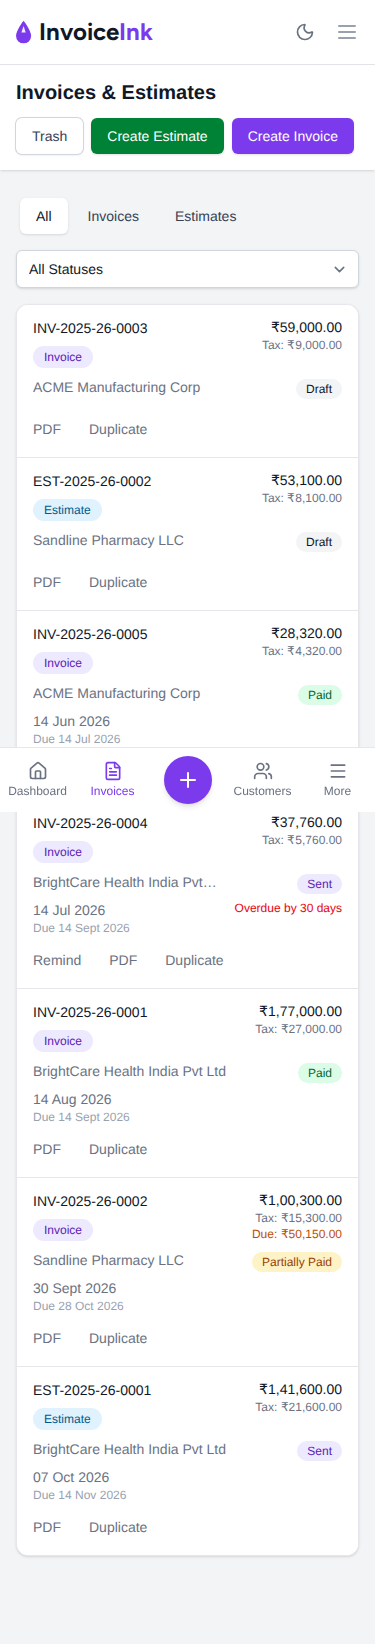 InvoiceInk
Invoices & Estimates
Trash
Create Estimate
Create Invoice
All
Invoices
Estimates
All Statuses
INV-2025-26-0003
₹59,000.00
Tax: ₹9,000.00
Invoice
ACME Manufacturing Corp
Draft
PDF
Duplicate
EST-2025-26-0002
₹53,100.00
Tax: ₹8,100.00
Estimate
Sandline Pharmacy LLC
Draft
PDF
Duplicate
INV-2025-26-0005
₹28,320.00
Tax: ₹4,320.00
Invoice
ACME Manufacturing Corp
Paid
14 Jun 2026
Due 14 Jul 2026
Dashboard
Invoices
Customers
More
INV-2025-26-0004
₹37,760.00
Tax: ₹5,760.00
Invoice
BrightCare Health India Pvt…
Sent
14 Jul 2026
Overdue by 30 days
Due 14 Sept 2026
Remind
PDF
Duplicate
INV-2025-26-0001
₹1,77,000.00
Tax: ₹27,000.00
Invoice
BrightCare Health India Pvt Ltd
Paid
14 Aug 2026
Due 14 Sept 2026
PDF
Duplicate
INV-2025-26-0002
₹1,00,300.00
Tax: ₹15,300.00
Invoice
Due: ₹50,150.00
Sandline Pharmacy LLC
Partially Paid
30 Sept 2026
Due 28 Oct 2026
PDF
Duplicate
EST-2025-26-0001
₹1,41,600.00
Tax: ₹21,600.00
Estimate
BrightCare Health India Pvt Ltd
Sent
07 Oct 2026
Due 14 Nov 2026
PDF
Duplicate